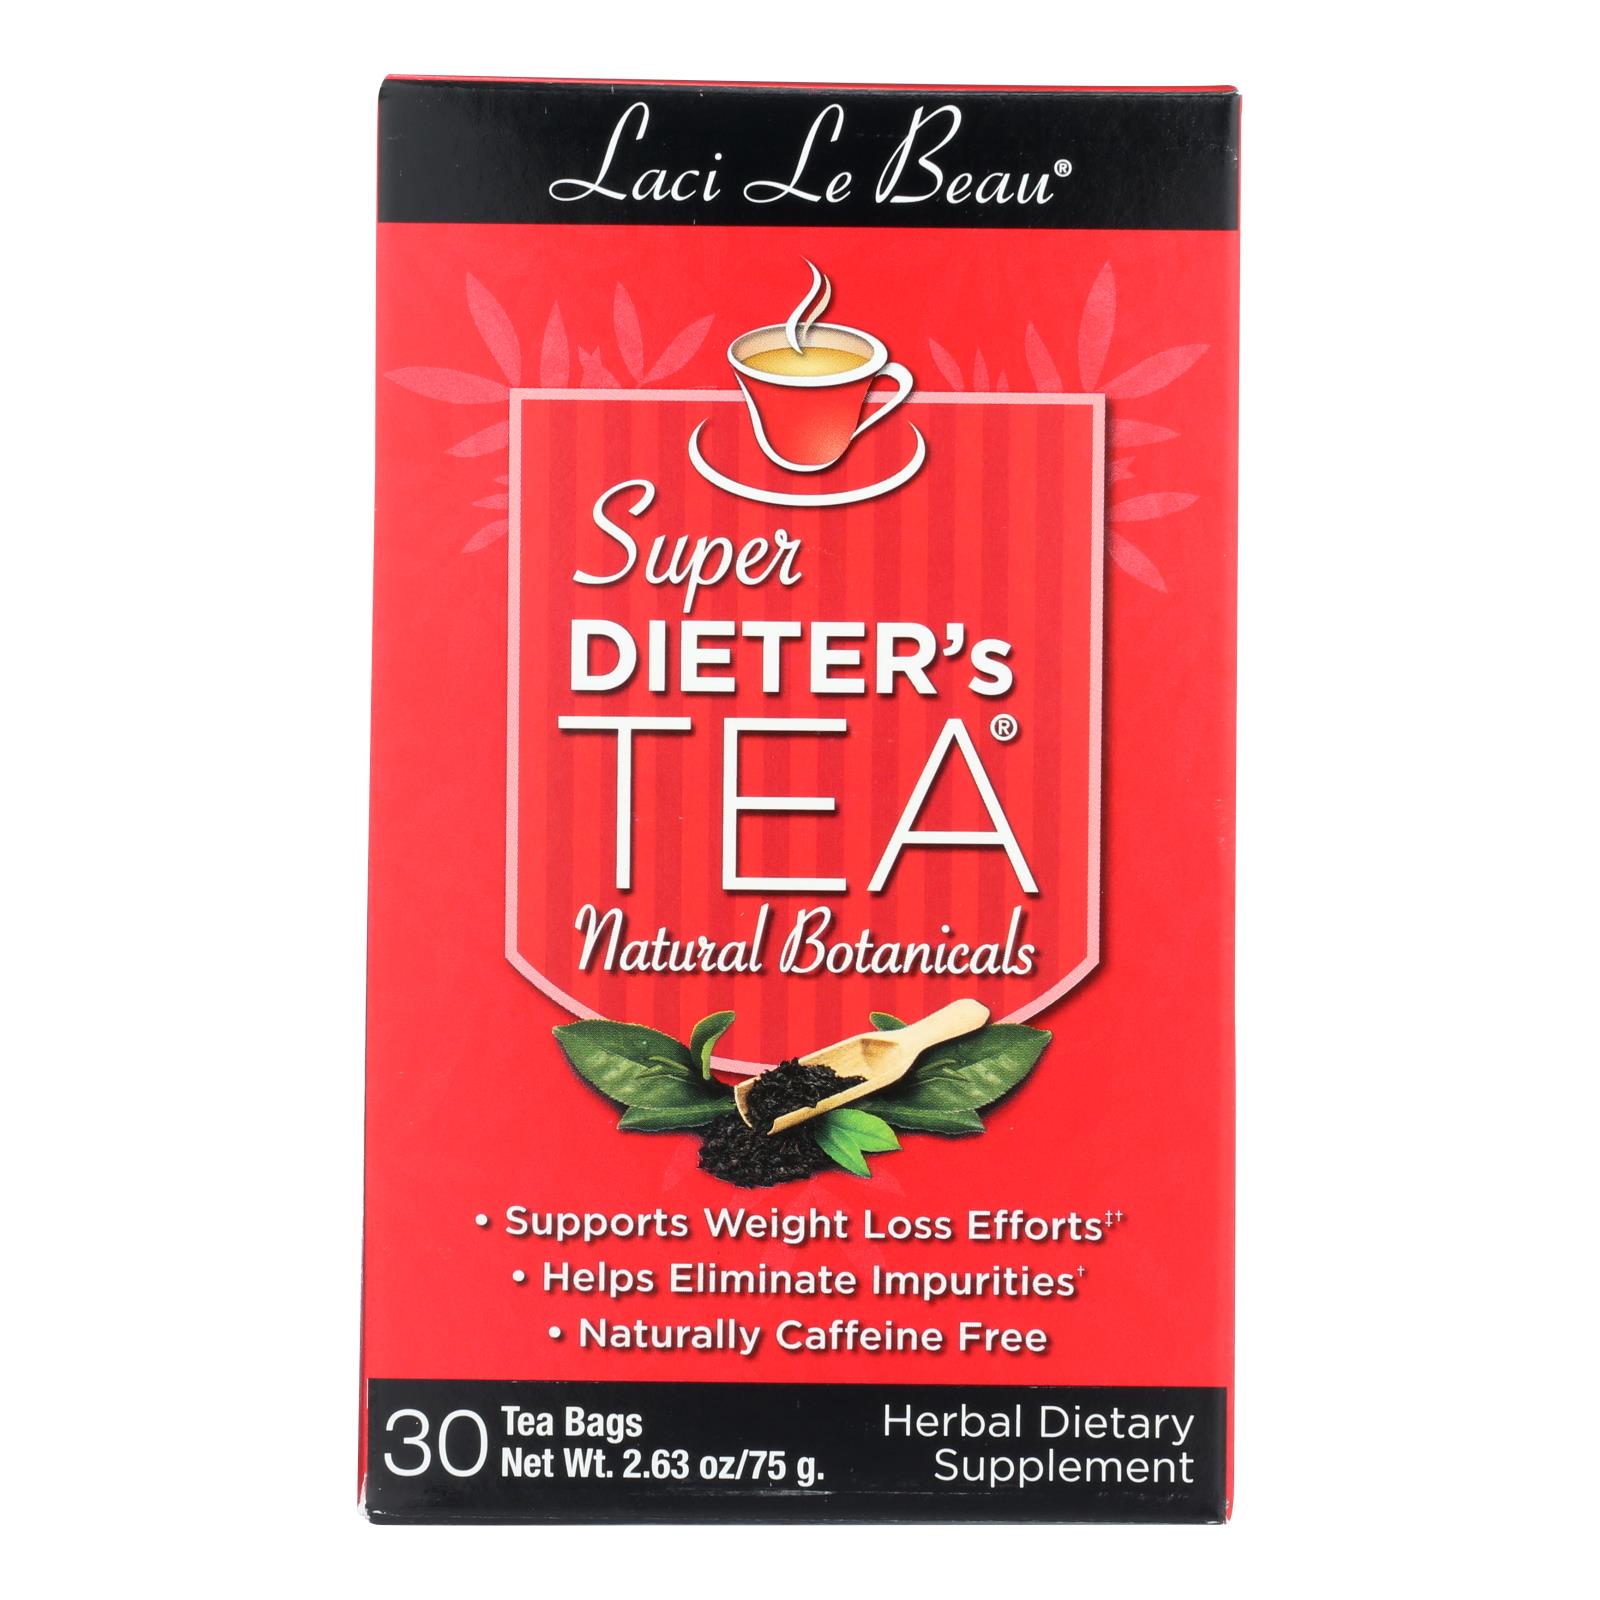 Laci Le Beau®
Super
DIETER's
TEA®
Natural Botanicals
• Supports Weight Loss Efforts‡†
• Helps Eliminate Impurities†
• Naturally Caffeine Free
30 Tea Bags
Net Wt. 2.63 oz/75 g.
Herbal Dietary
Supplement